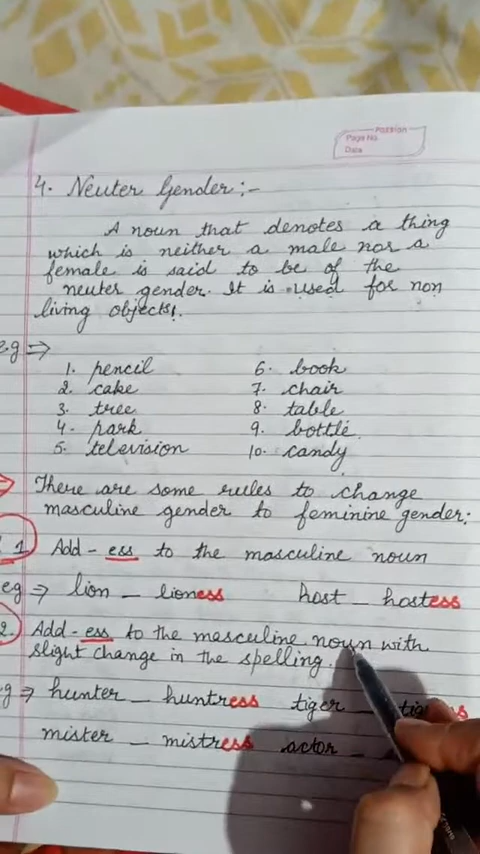 Passion
Page No.
Date
4. Neuter Gender:-
A noun that denotes a thing
which is neither a male nor a
female is said to be of the
neuter gender. It is used for non
living objects.
e.g ⇒
1. pencil 6. book
2. cake 7. chair
3. tree 8. table
4. park 9. bottle
5. television 10. candy
There are some rules to change
masculine gender to feminine gender:
1 Add - ess to the masculine noun
eg ⇒ lion _ lioness host _ hostess
2. Add - ess to the masculine noun with
slight change in the spelling.
g ⇒ hunter _ huntress tiger _
mister _ mistress actor _